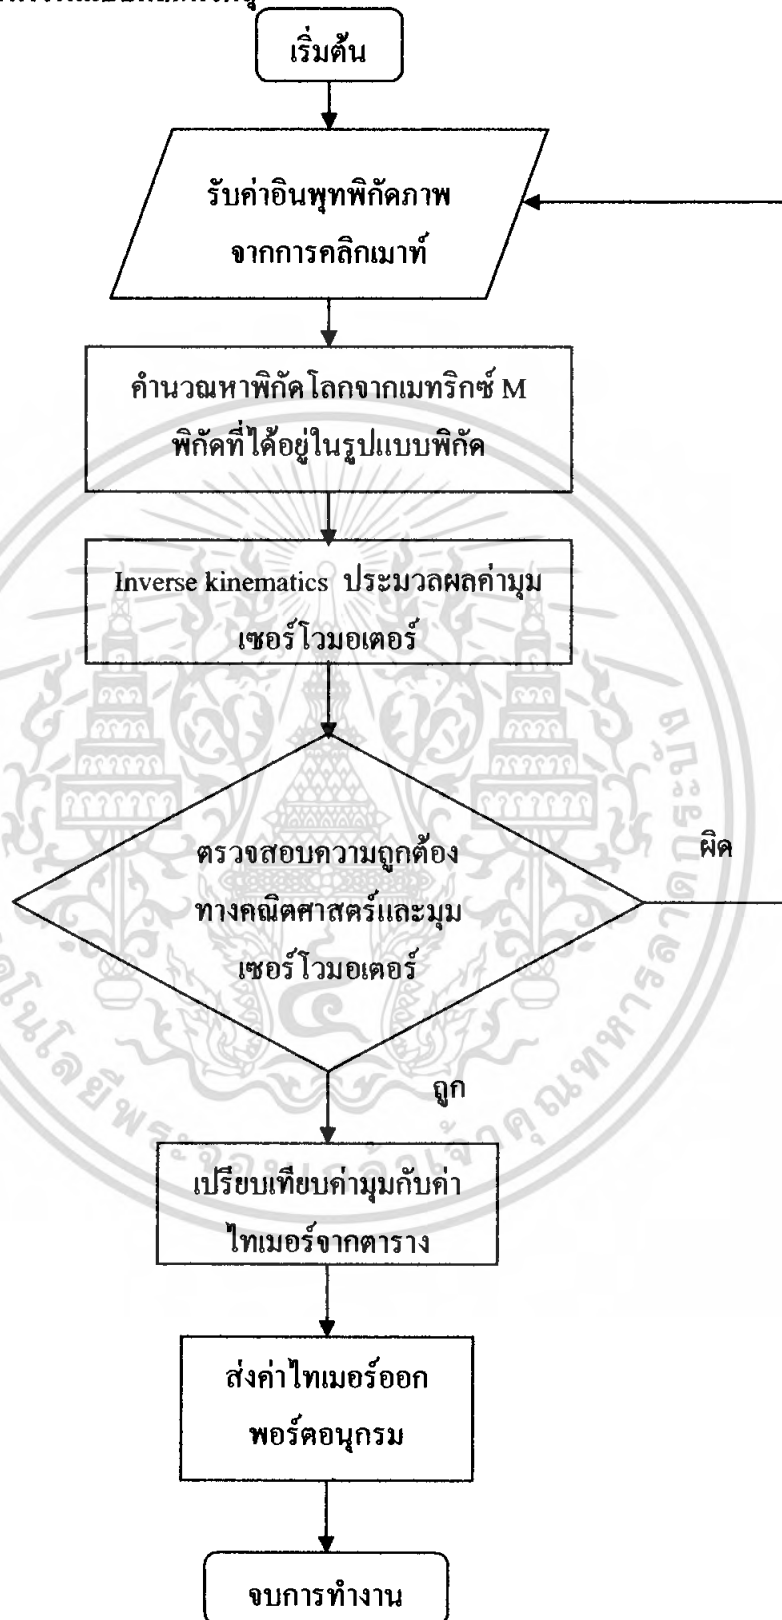 เริ่มต้น
รับค่าอินพุทพิกัดภาพ
จากการคลิกเมาท์
คำนวณหาพิกัดโลกจากเมทริกซ์ M
พิกัดที่ได้อยู่ในรูปแบบพิกัด
Inverse kinematics ประมวลผลค่ามุม
เซอร์โวมอเตอร์
ตรวจสอบความถูกต้อง
ทางคณิตศาสตร์และมุม
เซอร์โวมอเตอร์
ผิด
ถูก
เปรียบเทียบค่ามุมกับค่า
ไทเมอร์จากตาราง
ส่งค่าไทเมอร์ออก
พอร์ตอนุกรม
จบการทำงาน